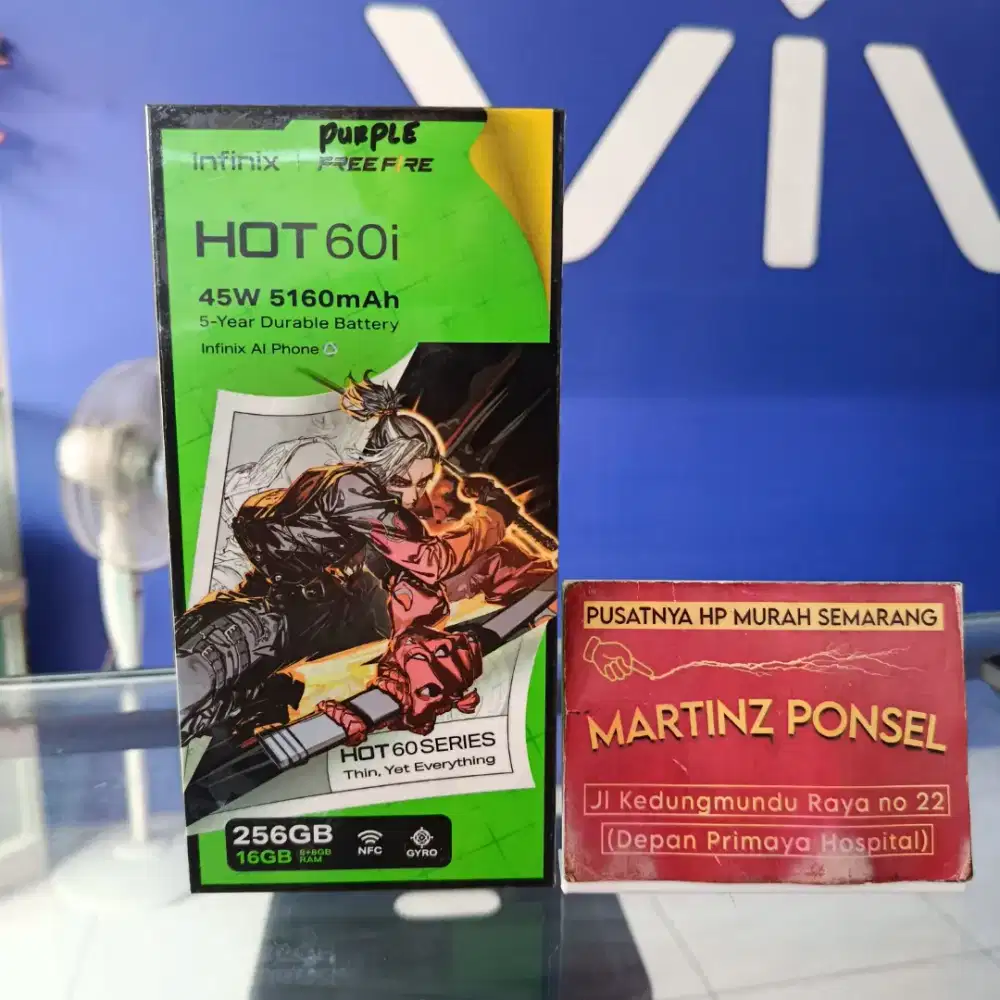 VIV
PURPLE
Infinix | FREE FIRE
HOT 60i
45W 5160mAh
5-Year Durable Battery
Infinix AI Phone
HOT 60 SERIES
Thin, Yet Everything
256GB
16GB 8+8GB RAM
NFC
GYRO
PUSATNYA HP MURAH SEMARANG
MARTINZ PONSEL
Jl Kedungmundu Raya no 22
(Depan Primaya Hospital)